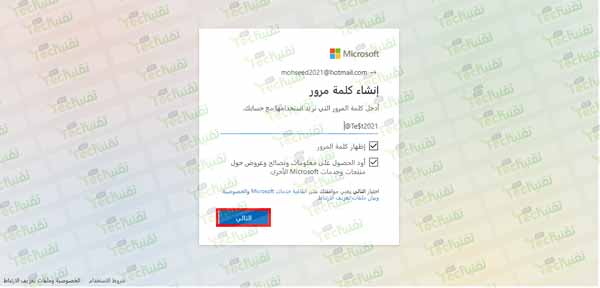 Microsoft
mohseed2021@hotmail.com
إنشاء كلمة مرور
أدخل كلمة المرور التي تريد استخدامها مع حسابك.
@Te$t2021
إظهار كلمة المرور
أود الحصول على معلومات ونصائح وعروض حول
منتجات وخدمات Microsoft الأخرى.
اختيار التالي يعني موافقتك على اتفاقية خدمات Microsoft والخصوصية
وبيان ملفات تعريف الارتباط.
التالي
شروط الاستخدام الخصوصية وملفات تعريف الارتباط
تقنيتك
Yechnitech